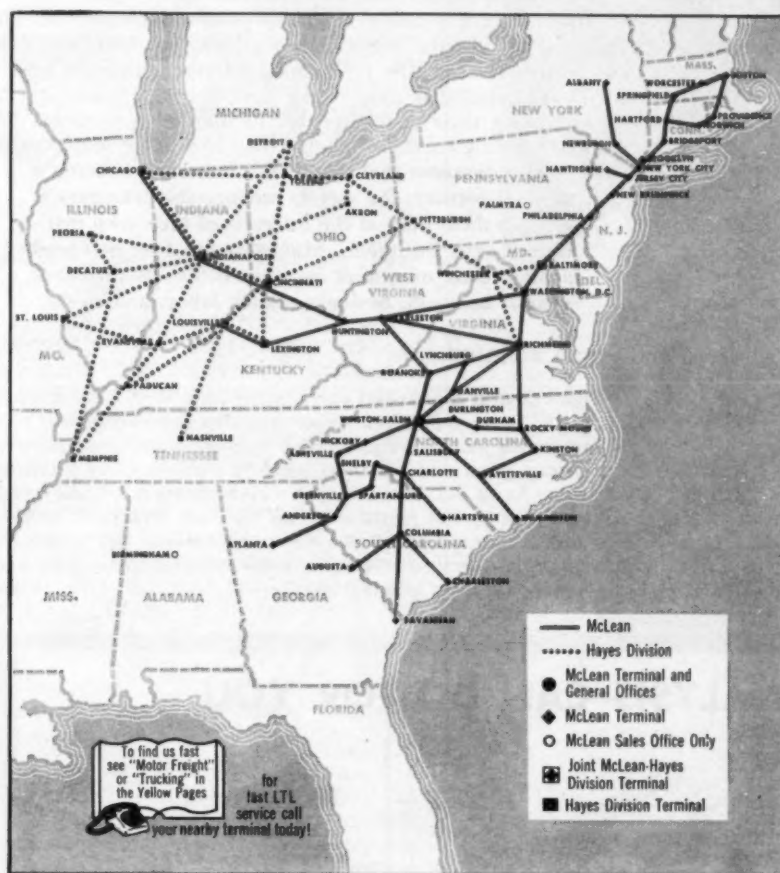 MASS.
ALBANY
WORCESTER
BOSTON
SPRINGFIELD
NEW YORK
HARTFORD
PROVIDENCE
NORWICH
CONN.
MICHIGAN
DETROIT
NEWBURGH
BRIDGEPORT
BROOKLYN
NEW YORK CITY
JERSEY CITY
HAWTHORNE
CHICAGO
TOLEDO
CLEVELAND
PENNSYLVANIA
NEW BRUNSWICK
PALMYRA
ILLINOIS
INDIANA
AKRON
PITTSBURGH
PHILADELPHIA
N. J.
PEORIA
OHIO
INDIANAPOLIS
MD.
BALTIMORE
DECATUR
CINCINNATI
WEST
VIRGINIA
WINCHESTER
DEL.
WASHINGTON, D.C.
ST. LOUIS
LOUISVILLE
CHARLESTON
HUNTINGTON
VIRGINIA
EVANSVILLE
LEXINGTON
RICHMOND
MO.
KENTUCKY
LYNCHBURG
ROANOKE
PADUCAH
DANVILLE
BURLINGTON
WINSTON-SALEM
DURHAM
ROCKY MOUNT
NASHVILLE
HICKORY
NORTH CAROLINA
TENNESSEE
MEMPHIS
ASHEVILLE
SALISBURY
KINSTON
SHELBY
CHARLOTTE
FAYETTEVILLE
GREENVILLE
SPARTANBURG
ANDERSON
HARTSVILLE
WILMINGTON
COLUMBIA
ATLANTA
SOUTH CAROLINA
BIRMINGHAM
AUGUSTA
CHARLESTON
MISS.
ALABAMA
GEORGIA
SAVANNAH
FLORIDA
McLean
Hayes Division
McLean Terminal and
General Offices
McLean Terminal
McLean Sales Office Only
Joint McLean-Hayes
Division Terminal
Hayes Division Terminal
To find us fast
see "Motor Freight"
or "Trucking" in
the Yellow Pages
for
fast LTL
service call
your nearby terminal today!